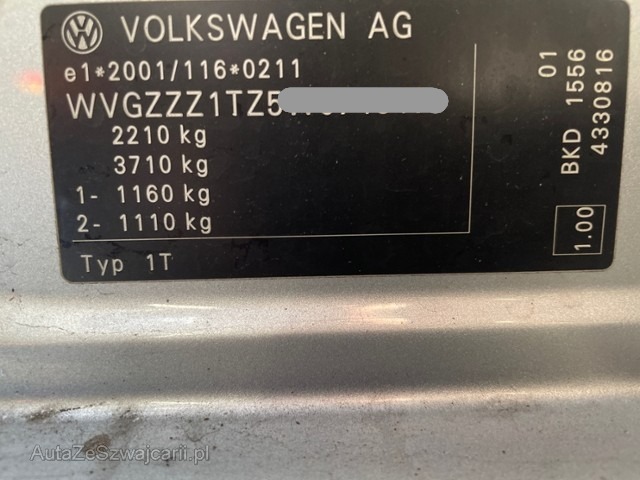 VOLKSWAGEN AG
e1*2001/116*0211
WVGZZZ1TZ5
2210 kg
3710 kg
1- 1160 kg
2- 1110 kg
Typ 1T
01
BKD 1556
4330816
1.00
AutaZeSzwajcarii.pl